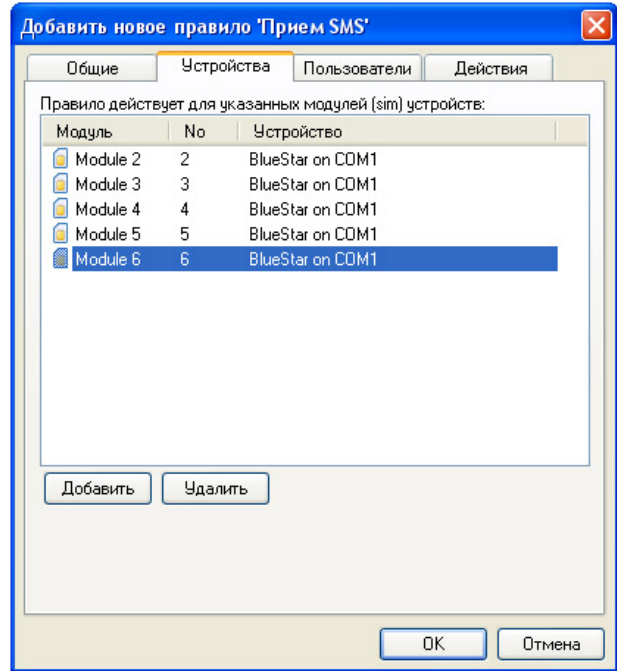 Добавить новое правило 'Прием SMS'
Общие Устройства Пользователи Действия
Правило действует для указанных модулей (sim) устройств:
Модуль No Устройство
Module 2 2 BlueStar on COM1
Module 3 3 BlueStar on COM1
Module 4 4 BlueStar on COM1
Module 5 5 BlueStar on COM1
Module 6 6 BlueStar on COM1
Добавить Удалить
OK Отмена